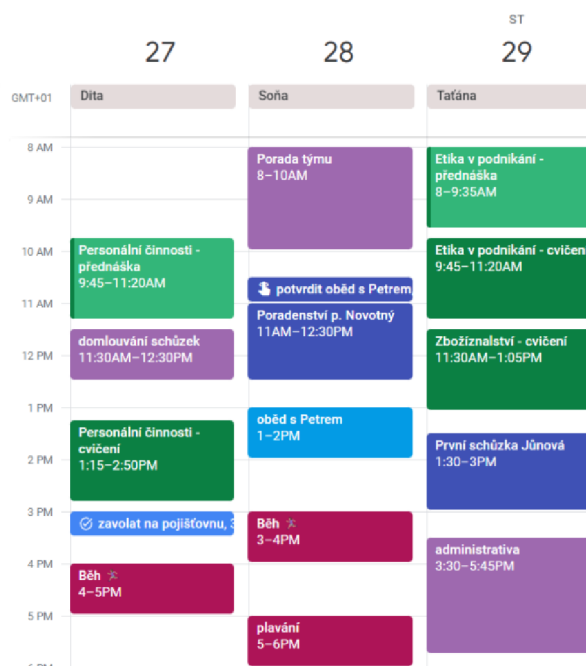 ST
27
28
29
GMT+01
Dita
Soňa
Taťána
8 AM
9 AM
10 AM
11 AM
12 PM
1 PM
2 PM
3 PM
4 PM
5 PM
Personální činnosti -
přednáška
9:45–11:20AM
domlouvání schůzek
11:30AM–12:30PM
Personální činnosti -
cvičení
1:15–2:50PM
zavolat na pojišťovnu, 3
Běh
4–5PM
Porada týmu
8–10AM
potvrdit oběd s Petrem,
Poradenství p. Novotný
11AM–12:30PM
oběd s Petrem
1–2PM
Běh
3–4PM
plavání
5–6PM
Etika v podnikání -
přednáška
8–9:35AM
Etika v podnikání - cvičení
9:45–11:20AM
Zbožíznalství - cvičení
11:30AM–1:05PM
První schůzka Jůnová
1:30–3PM
administrativa
3:30–5:45PM